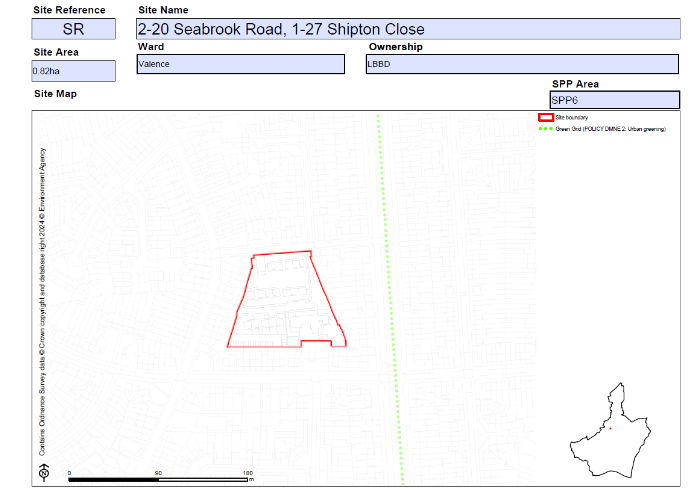 Site Reference
Site Name
SR
2-20 Seabrook Road, 1-27 Shipton Close
Site Area
Ward
Ownership
0.82ha
Valence
LBBD
SPP Area
Site Map
SPP6
Site boundary
Green Grid (POLICY DMNE 2: Urban greening)
Contains Ordnance Survey data © Crown copyright and database right 2024 © Environment Agency
N
0
90
180
m